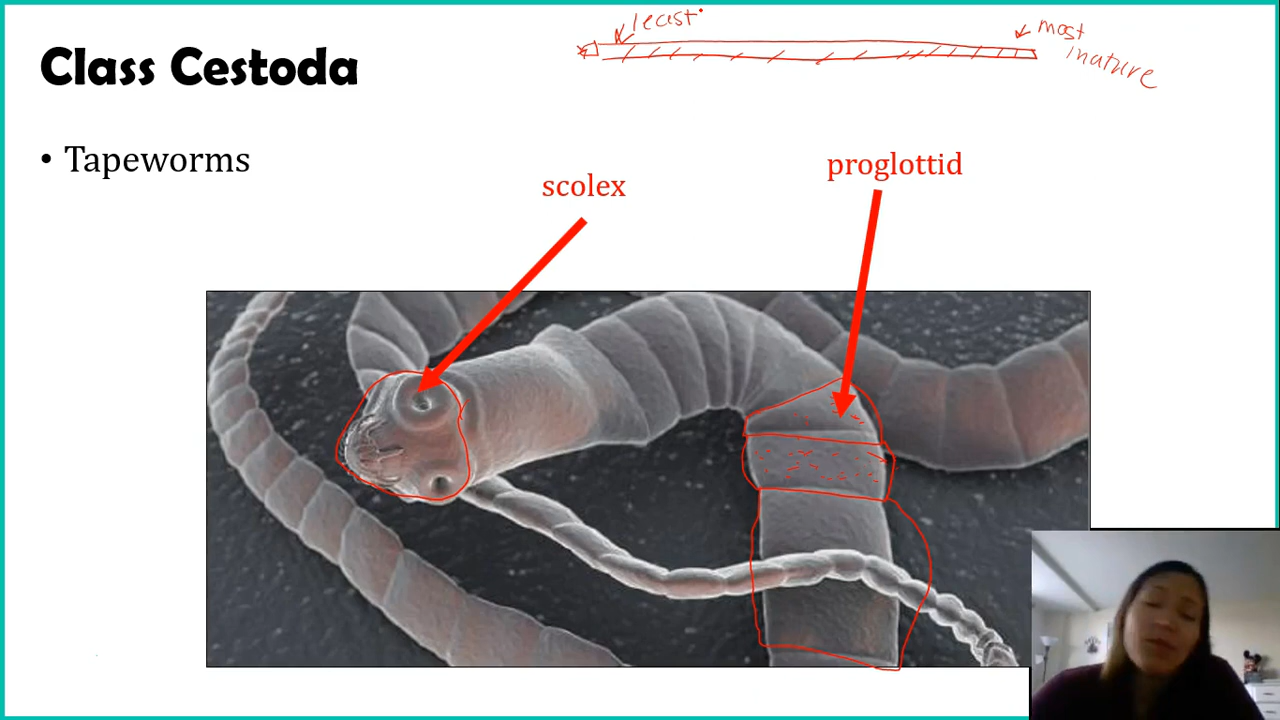 least
most
mature
Class Cestoda
• Tapeworms
proglottid
scolex